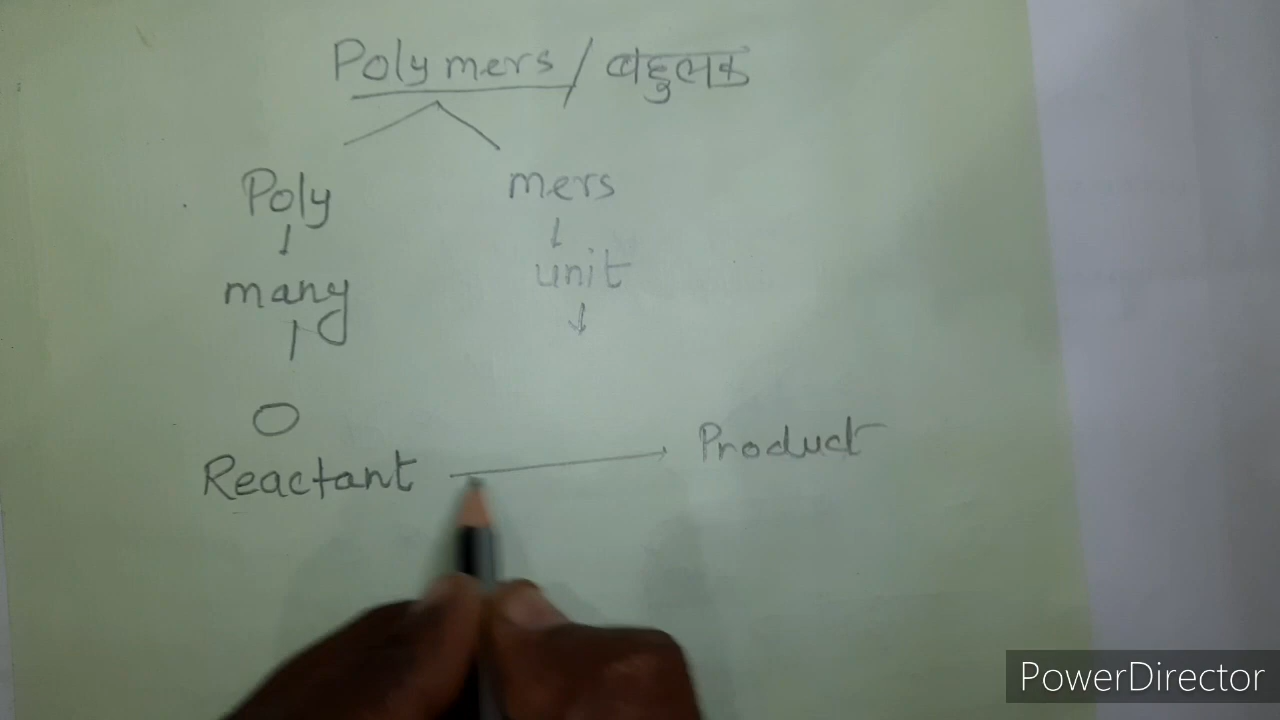 Polymers / बहुलक
Poly mers
↓ ↓
many unit
↓
O
Reactant → Product
PowerDirector